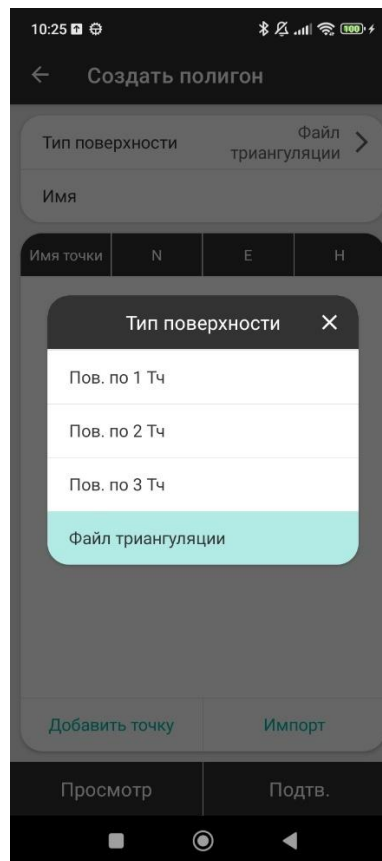 10:25
100
Создать полигон
Тип поверхности
Файл
триангуляции
Имя
Имя точки N E H
Тип поверхности
Пов. по 1 Тч
Пов. по 2 Тч
Пов. по 3 Тч
Файл триангуляции
Добавить точку Импорт
Просмотр Подтв.